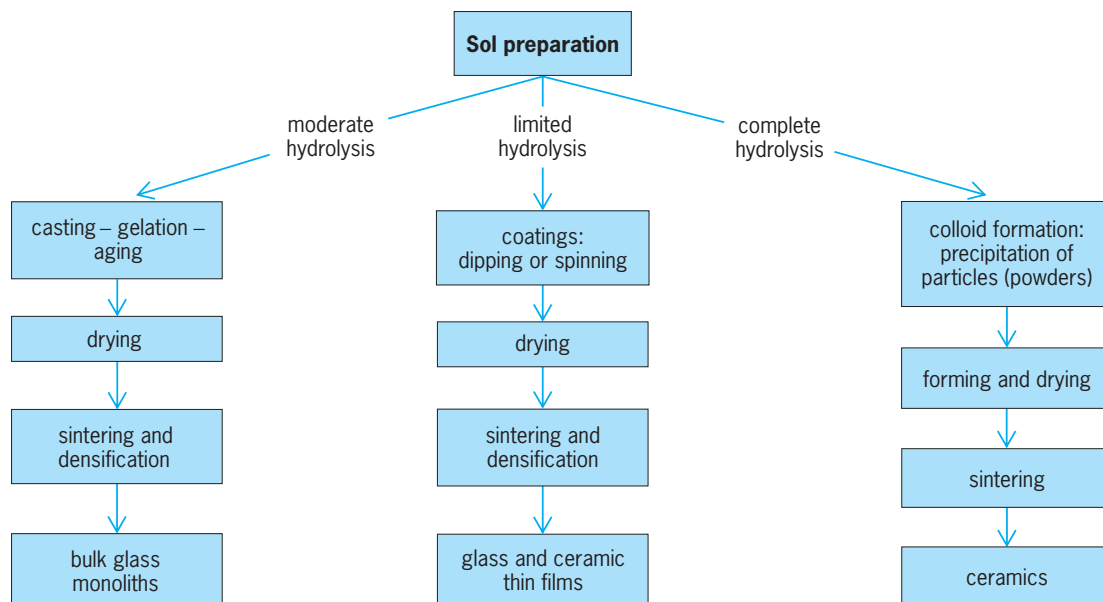 Sol preparation
moderate
hydrolysis
limited
hydrolysis
complete
hydrolysis
casting – gelation –
aging
drying
sintering and
densification
bulk glass
monoliths
coatings:
dipping or spinning
drying
sintering and
densification
glass and ceramic
thin films
colloid formation:
precipitation of
particles (powders)
forming and drying
sintering
ceramics